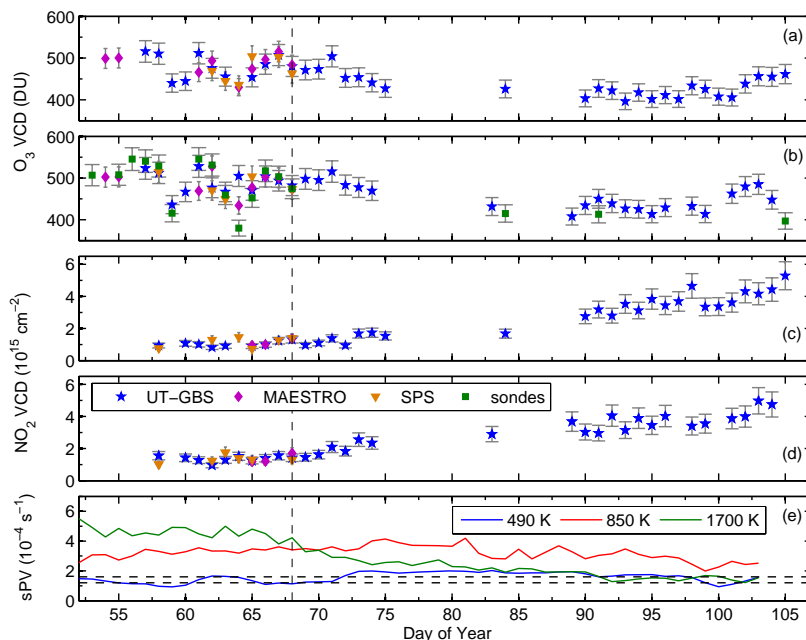 600
500
400
(a)
O3 VCD (DU)
600
500
400
(b)
6
4
2
0
(c)
NO2 VCD (10^15 cm^−2)
6
4
2
0
UT−GBS MAESTRO SPS sondes
(d)
6
4
2
0
sPV (10^−4 s^−1)
490 K 850 K 1700 K
(e)
55 60 65 70 75 80 85 90 95 100 105
Day of Year